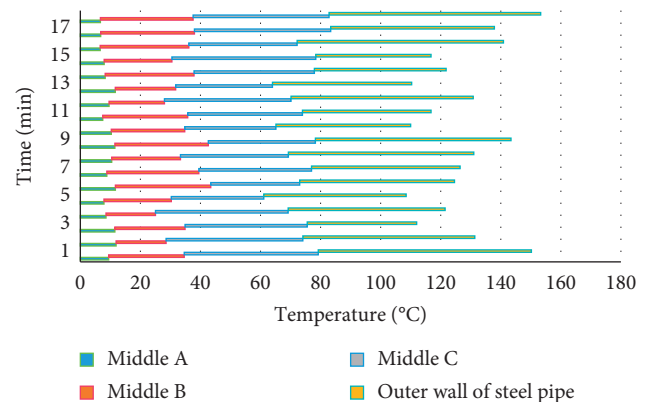 17
15
13
11
9
7
5
3
1
Time (min)
0 20 40 60 80 100 120 140 160 180
Temperature (°C)
Middle A
Middle C
Middle B
Outer wall of steel pipe